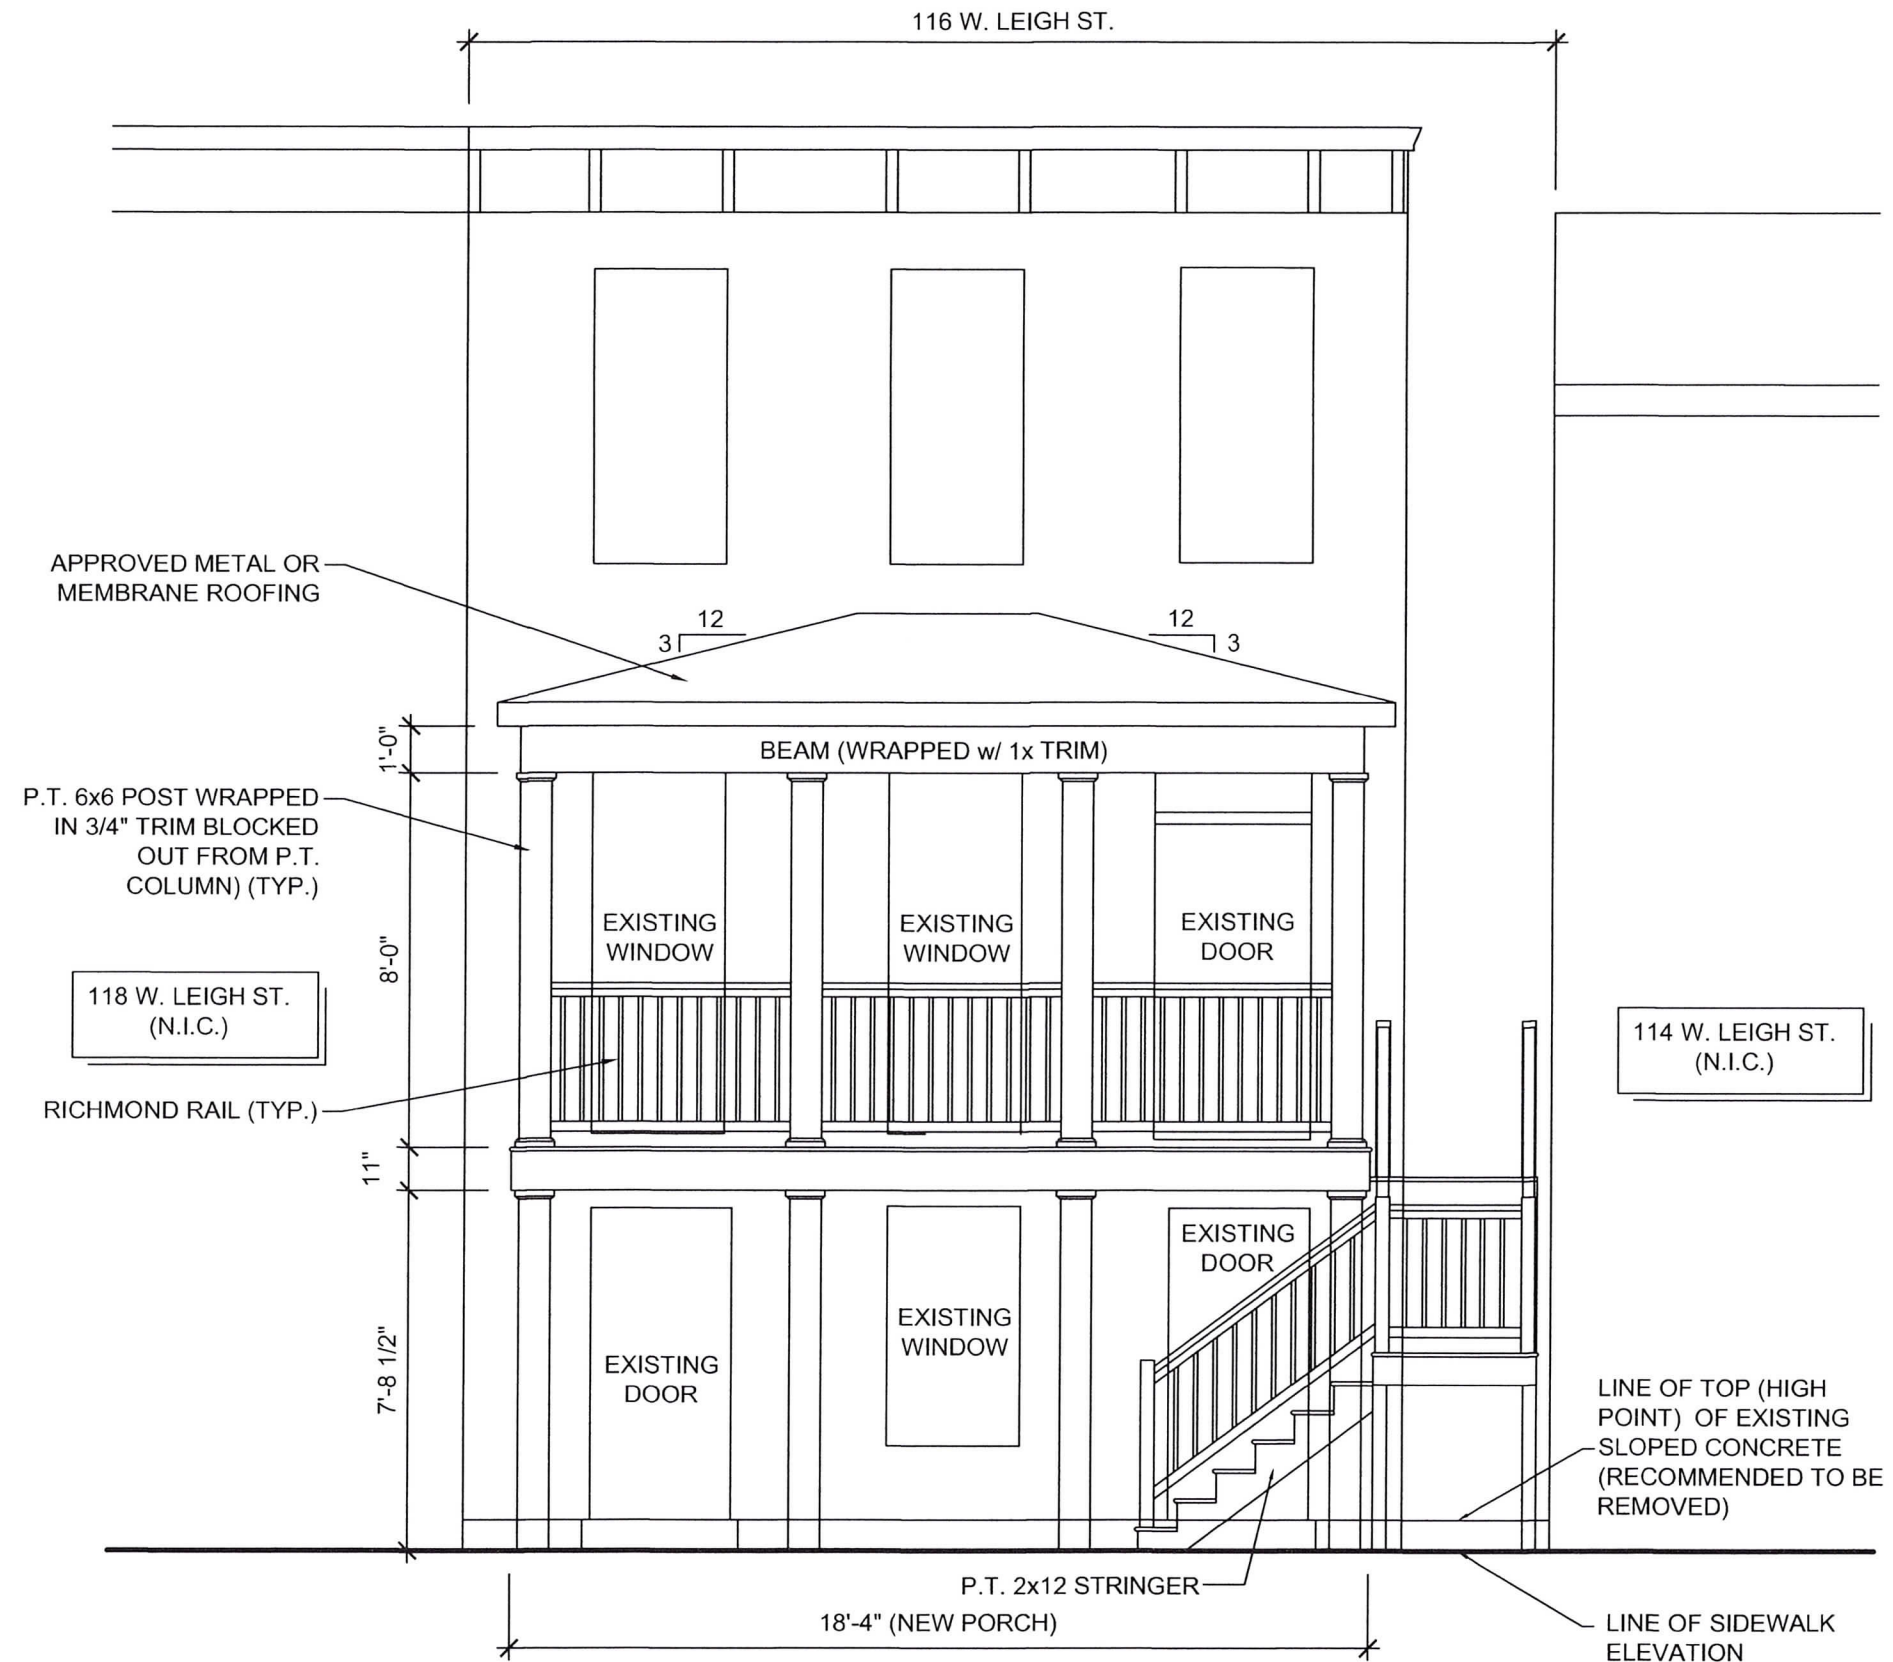 116 W. LEIGH ST.
APPROVED METAL OR
MEMBRANE ROOFING
12
3
12
3
1'-0"
BEAM (WRAPPED w/ 1x TRIM)
P.T. 6x6 POST WRAPPED
IN 3/4" TRIM BLOCKED
OUT FROM P.T.
COLUMN) (TYP.)
8'-0"
EXISTING
WINDOW
EXISTING
WINDOW
EXISTING
DOOR
118 W. LEIGH ST.
(N.I.C.)
114 W. LEIGH ST.
(N.I.C.)
RICHMOND RAIL (TYP.)
11"
7'-8 1/2"
EXISTING
DOOR
EXISTING
WINDOW
EXISTING
DOOR
LINE OF TOP (HIGH
POINT) OF EXISTING
SLOPED CONCRETE
(RECOMMENDED TO BE
REMOVED)
P.T. 2x12 STRINGER
18'-4" (NEW PORCH)
LINE OF SIDEWALK
ELEVATION